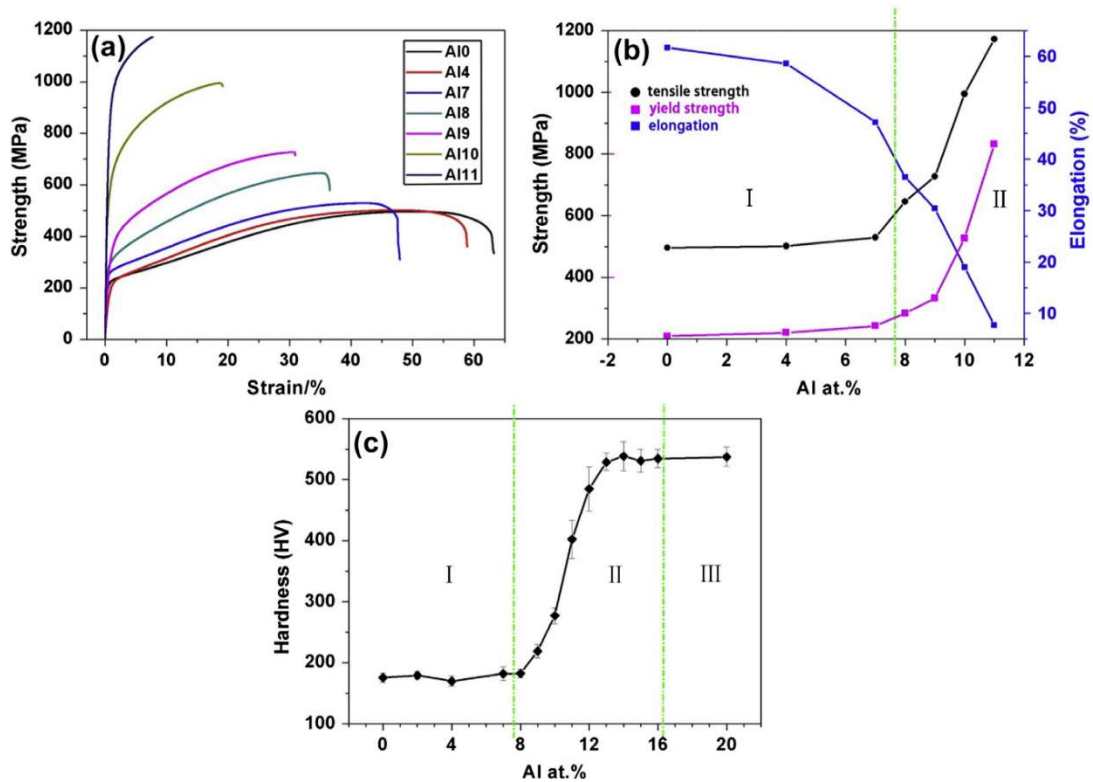 (a)
Strength (MPa)
1200
1000
800
600
400
200
0
Al0
Al4
Al7
Al8
Al9
Al10
Al11
0 10 20 30 40 50 60
Strain/%
(b)
Strength (MPa)
1200
1000
800
600
400
200
tensile strength
yield strength
elongation
I
II
60
50
40
30
20
10
Elongation (%)
-2 0 2 4 6 8 10 12
Al at.%
(c)
Hardness (HV)
600
500
400
300
200
100
I
II
III
0 4 8 12 16 20
Al at.%